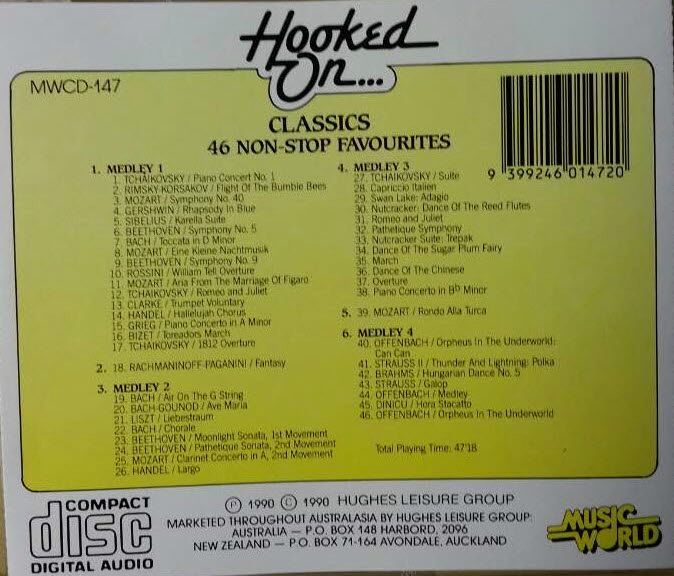 Hooked
On...
MWCD-147
CLASSICS
46 NON-STOP FAVOURITES
9 399246 014720
1. MEDLEY 1
1. TCHAIKOVSKY / Piano Concert No. 1
2. RIMSKY-KORSAKOV / Flight Of The Bumble Bees
3. MOZART / Symphony No. 40
4. GERSHWIN / Rhapsody In Blue
5. SIBELIUS / Karella Suite
6. BEETHOVEN / Symphony No. 5
7. BACH / Toccata in D Minor
8. MOZART / Eine Kleine Nachtmusik
9. BEETHOVEN / Symphony No. 9
10. ROSSINI / William Tell Overture
11. MOZART / Aria From The Marriage Of Figaro
12. TCHAIKOVSKY / Romeo and Juliet
13. CLARKE / Trumpet Voluntary
14. HANDEL / Hallelujah Chorus
15. GRIEG / Piano Concerto in A Minor
16. BIZET / Toreadors March
17. TCHAIKOVSKY / 1812 Overture
2. 18. RACHMANINOFF-PAGANINI / Fantasy
3. MEDLEY 2
19. BACH / Air On The G String
20. BACH-GOUNOD / Ave Maria
21. LISZT / Liebestraum
22. BACH / Chorale
23. BEETHOVEN / Moonlight Sonata, 1st Movement
24. BEETHOVEN / Pathetique Sonata, 2nd Movement
25. MOZART / Clarinet Concerto in A, 2nd Movement
26. HANDEL / Largo
4. MEDLEY 3
27. TCHAIKOVSKY / Suite
28. Capriccio Italien
29. Swan Lake: Adagio
30. Nutcracker: Dance Of The Reed Flutes
31. Romeo and Juliet
32. Pathetique Symphony
33. Nutcracker Suite: Trepak
34. Dance Of The Sugar Plum Fairy
35. March
36. Dance Of The Chinese
37. Overture
38. Piano Concerto in Bb Minor
5. 39. MOZART / Rondo Alla Turca
6. MEDLEY 4
40. OFFENBACH / Orpheus In The Underworld:
Can Can
41. STRAUSS II / Thunder And Lightning: Polka
42. BRAHMS / Hungarian Dance No. 5
43. STRAUSS / Galop
44. OFFENBACH / Medley
45. DINICU / Hora Stacatto
46. OFFENBACH / Orpheus In The Underworld
Total Playing Time: 47'18
COMPACT
disc
DIGITAL AUDIO
℗ 1990 © 1990 HUGHES LEISURE GROUP
MARKETED THROUGHOUT AUSTRALASIA BY HUGHES LEISURE GROUP:
AUSTRALIA — P.O. BOX 148 HARBORD, 2096
NEW ZEALAND — P.O. BOX 71-164 AVONDALE, AUCKLAND
MUSIC
WORLD